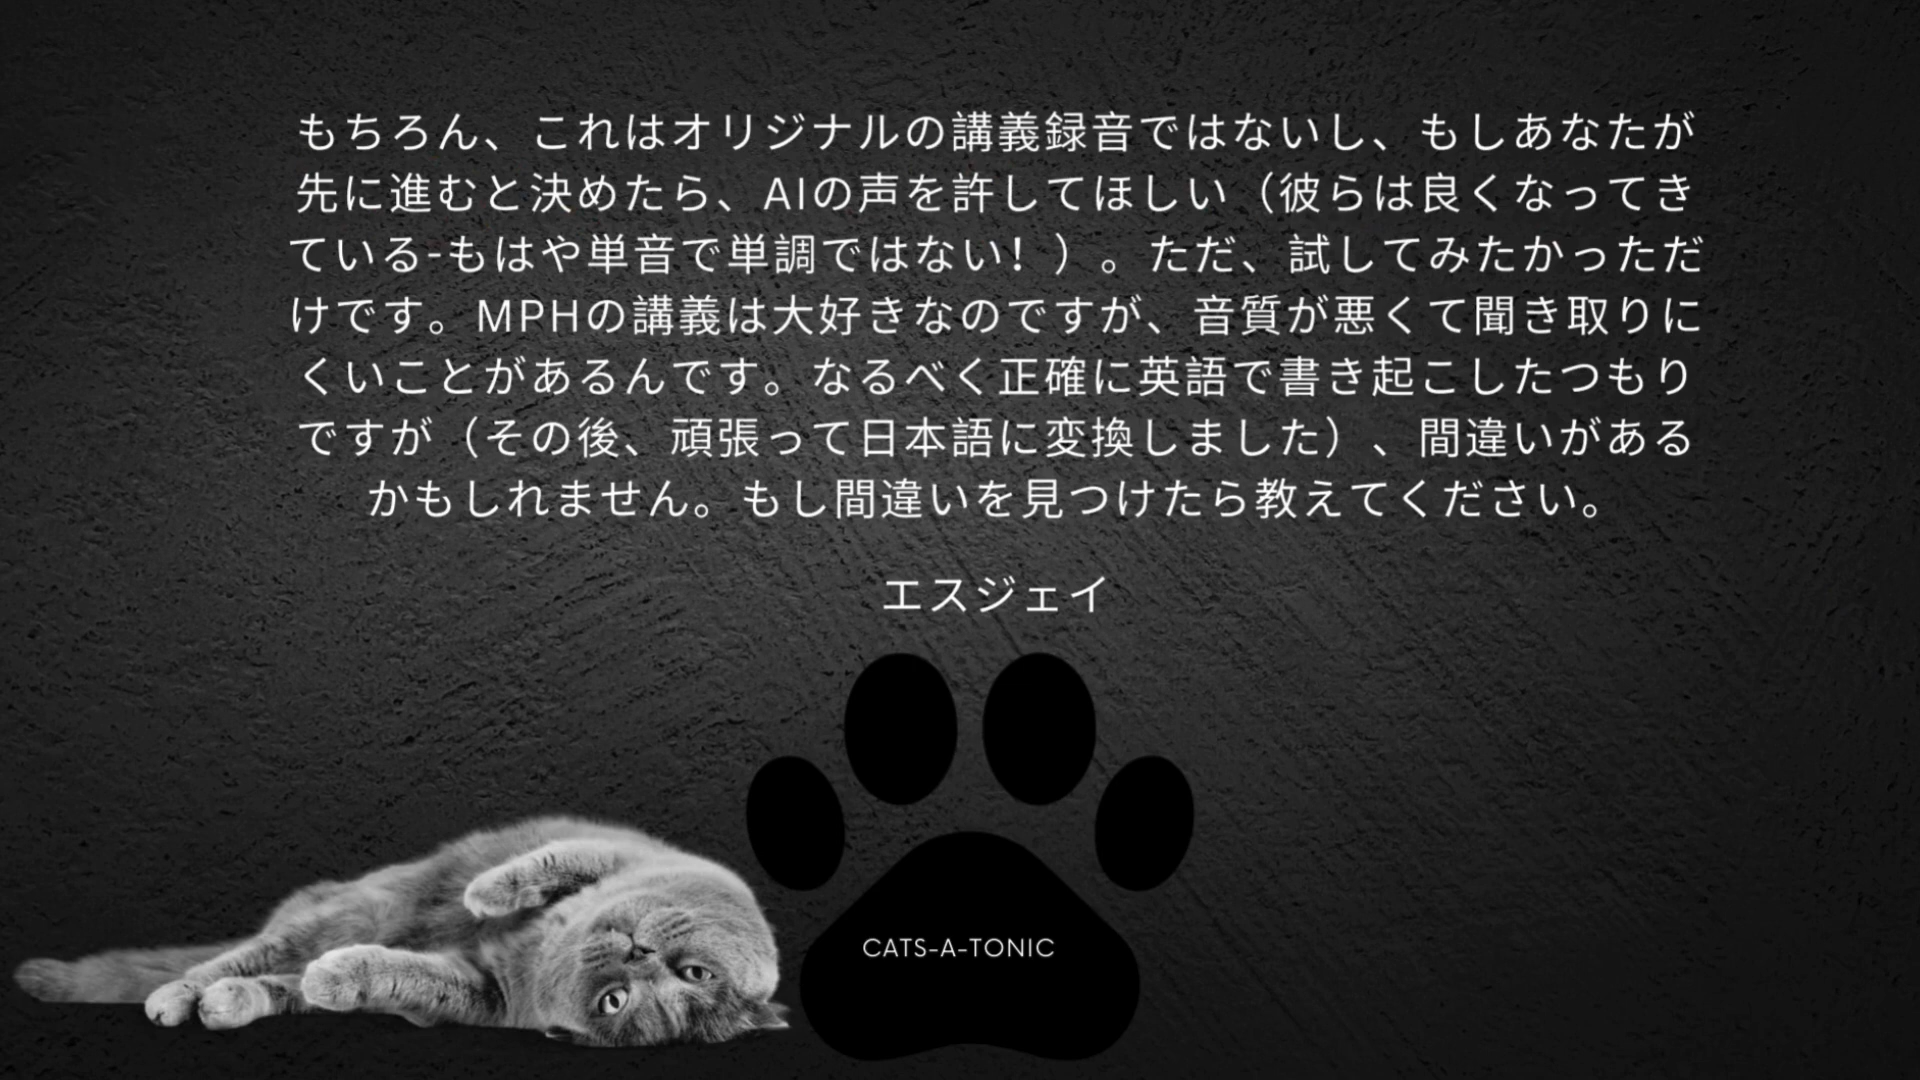 もちろん、これはオリジナルの講義録音ではないし、もしあなたが
先に進むと決めたら、AIの声を許してほしい（彼らは良くなってき
ている-もはや単音で単調ではない！）。ただ、試してみたかっただ
けです。MPHの講義は大好きなのですが、音質が悪くて聞き取りに
くいことがあるんです。なるべく正確に英語で書き起こしたつもり
ですが（その後、頑張って日本語に変換しました）、間違いがある
かもしれません。もし間違いを見つけたら教えてください。
エスジェイ
CATS-A-TONIC